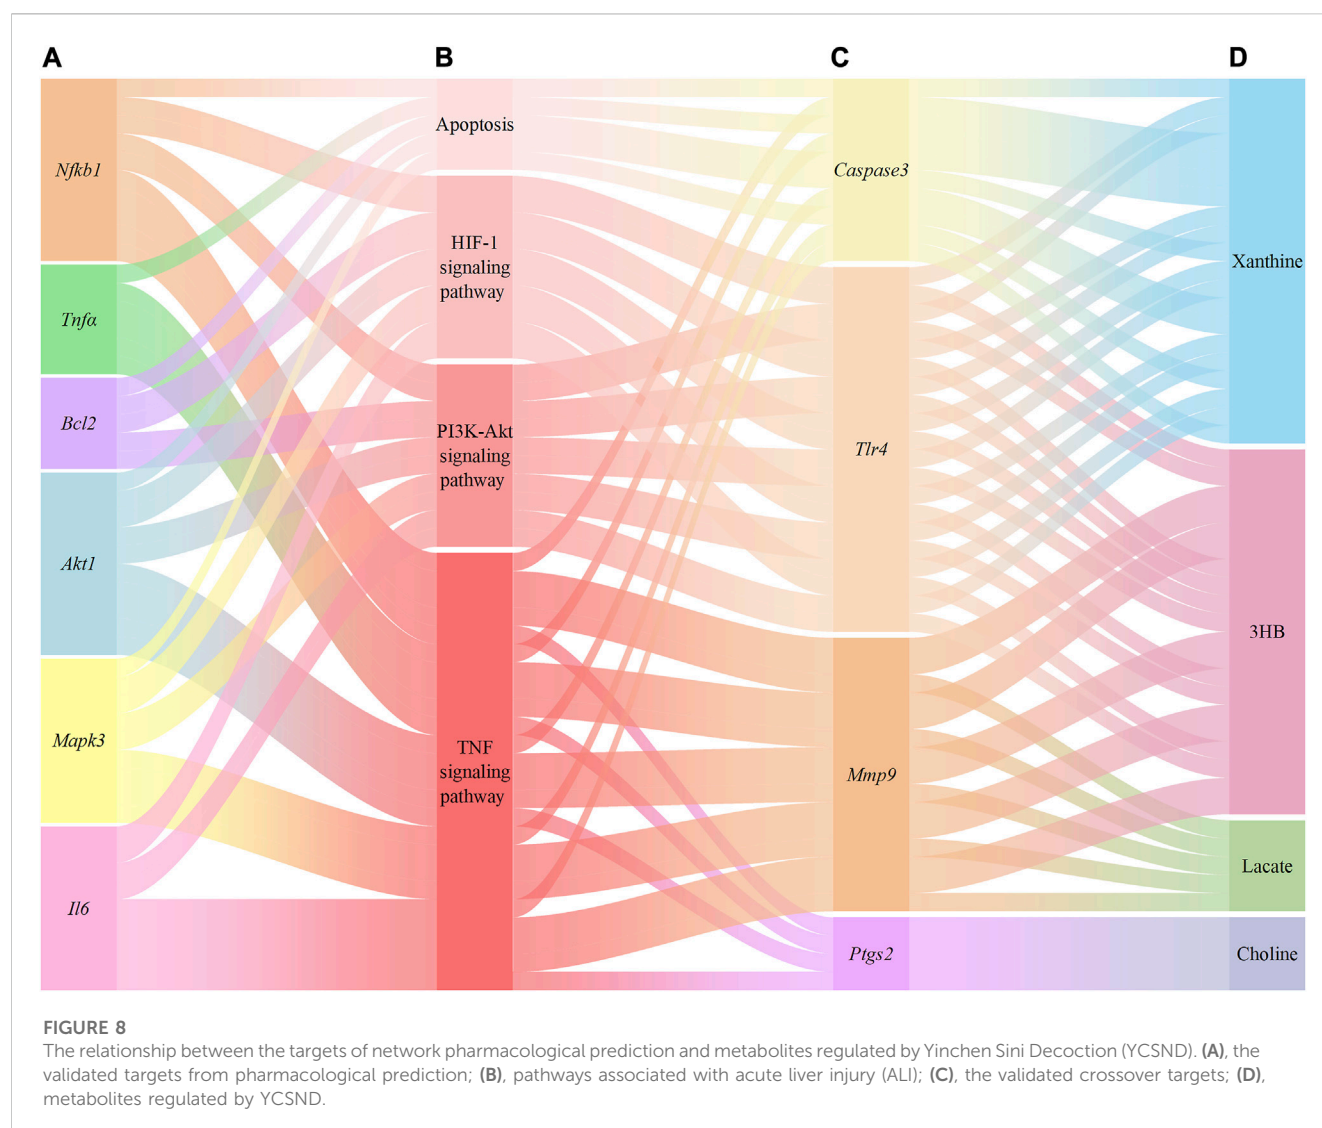 A B C D
Nfkb1
Tnfα
Bcl2
Akt1
Mapk3
Il6
Apoptosis
HIF-1
signaling
pathway
PI3K-Akt
signaling
pathway
TNF
signaling
pathway
Caspase3
Tlr4
Mmp9
Ptgs2
Xanthine
3HB
Lacate
Choline
FIGURE 8
The relationship between the targets of network pharmacological prediction and metabolites regulated by Yinchen Sini Decoction (YCSND). (A), the
validated targets from pharmacological prediction; (B), pathways associated with acute liver injury (ALI); (C), the validated crossover targets; (D),
metabolites regulated by YCSND.